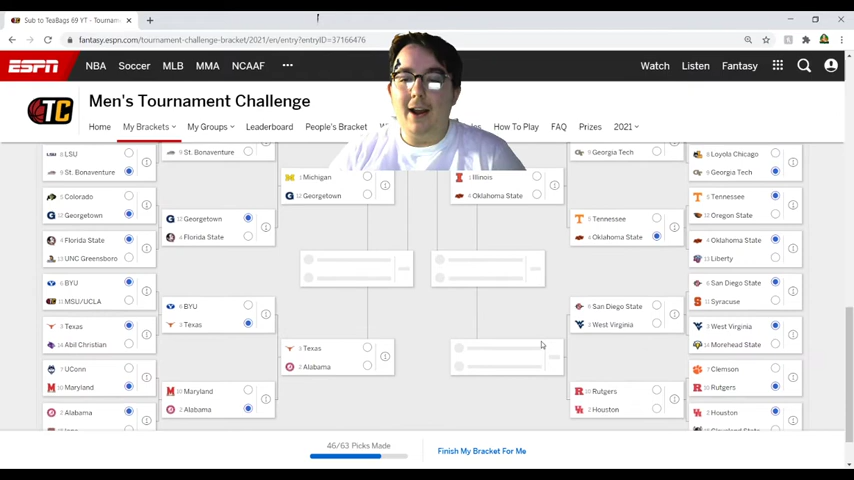 Sub to TeaBags 69 YT - Tournam
fantasy.espn.com/tournament-challenge-bracket/2021/en/entry?entryID=37166476
ESPN
NBA
Soccer
MLB
MMA
NCAAF
Watch
Listen
Fantasy
TC
Men's Tournament Challenge
Home
My Brackets
My Groups
Leaderboard
People's Bracket
How To Play
FAQ
Prizes
2021
8 LSU
9 St. Bonaventure
5 Colorado
12 Georgetown
4 Florida State
13 UNC Greensboro
6 BYU
11 MSU/UCLA
3 Texas
14 Abil Christian
7 UConn
10 Maryland
2 Alabama
9 St. Bonaventure
12 Georgetown
4 Florida State
6 BYU
3 Texas
10 Maryland
2 Alabama
1 Michigan
12 Georgetown
3 Texas
2 Alabama
1 Illinois
4 Oklahoma State
9 Georgia Tech
5 Tennessee
4 Oklahoma State
6 San Diego State
3 West Virginia
10 Rutgers
2 Houston
8 Loyola Chicago
9 Georgia Tech
5 Tennessee
12 Oregon State
4 Oklahoma State
13 Liberty
6 San Diego State
11 Syracuse
3 West Virginia
14 Morehead State
7 Clemson
10 Rutgers
2 Houston
46/63 Picks Made
Finish My Bracket For Me